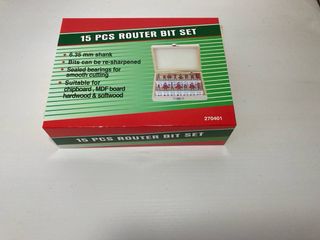 15 PCS ROUTER BIT SET
6.35 mm shank
Bits can be re-sharpened
Sealed bearings for
smooth cutting.
Suitable for
chipboard , MDF board
hardwood & softwood
270401
15 PCS ROUTER BIT SET